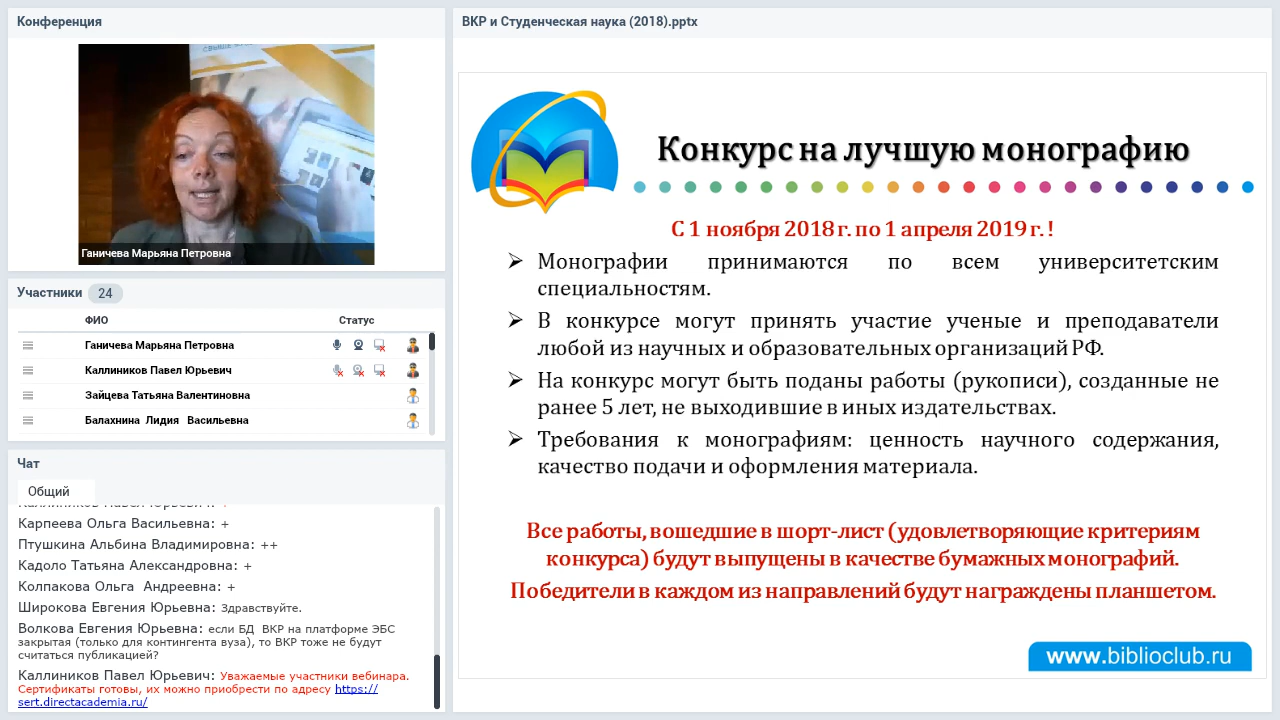 Конференция
Ганичева Марьяна Петровна
Участники 24
ФИО Статус
Ганичева Марьяна Петровна
Каллиников Павел Юрьевич
Зайцева Татьяна Валентиновна
Балахнина Лидия Васильевна
Чат
Общий
Карпеева Ольга Васильевна: +
Птушкина Альбина Владимировна: ++
Кадоло Татьяна Александровна: +
Колпакова Ольга Андреевна: +
Широкова Евгения Юрьевна: Здравствуйте.
Волкова Евгения Юрьевна: если БД ВКР на платформе ЭБС
закрытая (только для контингента вуза), то ВКР тоже не будут
считаться публикацией?
Каллиников Павел Юрьевич: Уважаемые участники вебинара.
Сертификаты готовы, их можно приобрести по адресу https://
sert.directacademia.ru/
ВКР и Студенческая наука (2018).pptx
Конкурс на лучшую монографию
С 1 ноября 2018 г. по 1 апреля 2019 г. !
Монографии принимаются по всем университетским
специальностям.
В конкурсе могут принять участие ученые и преподаватели
любой из научных и образовательных организаций РФ.
На конкурс могут быть поданы работы (рукописи), созданные не
ранее 5 лет, не выходившие в иных издательствах.
Требования к монографиям: ценность научного содержания,
качество подачи и оформления материала.
Все работы, вошедшие в шорт-лист (удовлетворяющие критериям
конкурса) будут выпущены в качестве бумажных монографий.
Победители в каждом из направлений будут награждены планшетом.
www.biblioclub.ru